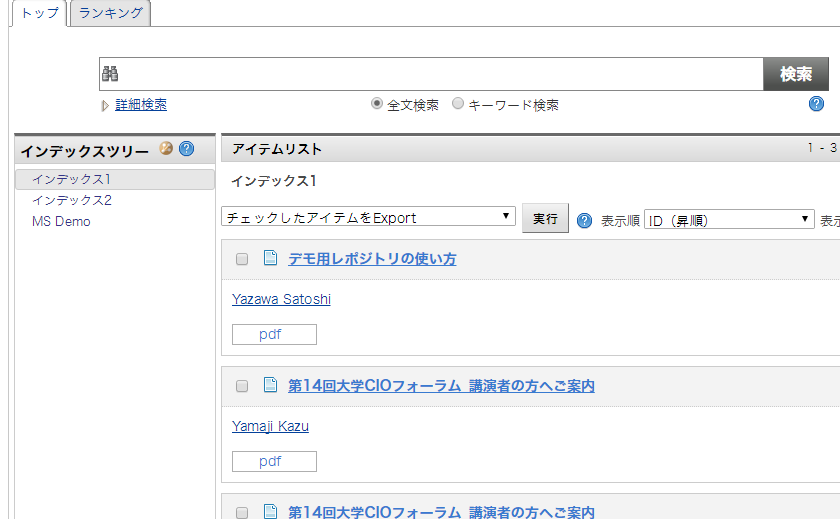 トップ ランキング
検索
詳細検索 全文検索 キーワード検索
インデックスツリー
インデックス1
インデックス2
MS Demo
アイテムリスト 1 - 3
インデックス1
チェックしたアイテムをExport 実行 表示順 ID（昇順） 表示
デモ用レポジトリの使い方
Yazawa Satoshi
pdf
第14回大学CIOフォーラム 講演者の方へご案内
Yamaji Kazu
pdf
第14回大学CIOフォーラム 講演者の方へご案内